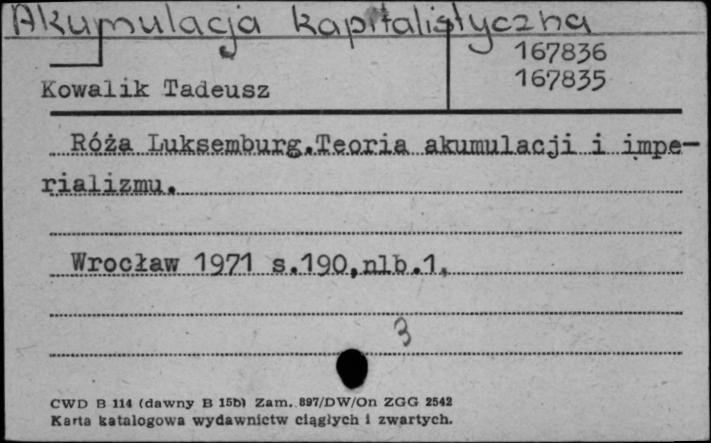 Akumulacja kapitalistyczna
167836
167835
Kowalik Tadeusz
Róża Luksemburg.Teoria akumulacji i impe-
rializmu.
Wrocław 1971 s.190,nlb.1.
3
CWD B 114 (dawny B 15b) Zam. 897/DW/On ZGG 2542
Karta katalogowa wydawnictw ciągłych i zwartych.